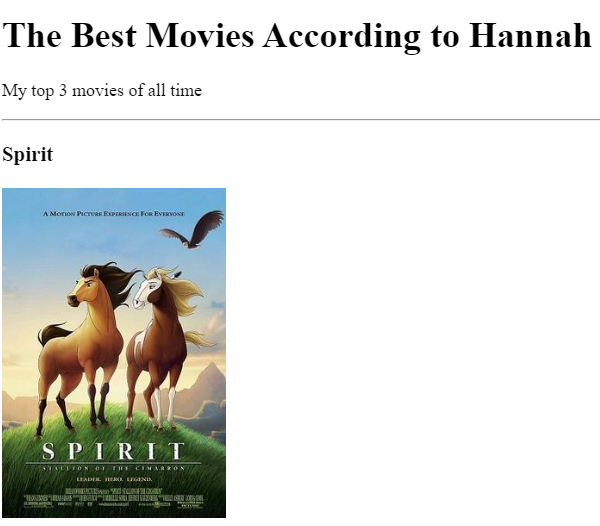 The Best Movies According to Hannah
My top 3 movies of all time
Spirit
A Motion Picture Experience For Everyone
SPIRIT
STALLION OF THE CIMARRON
LEADER. HERO. LEGEND.